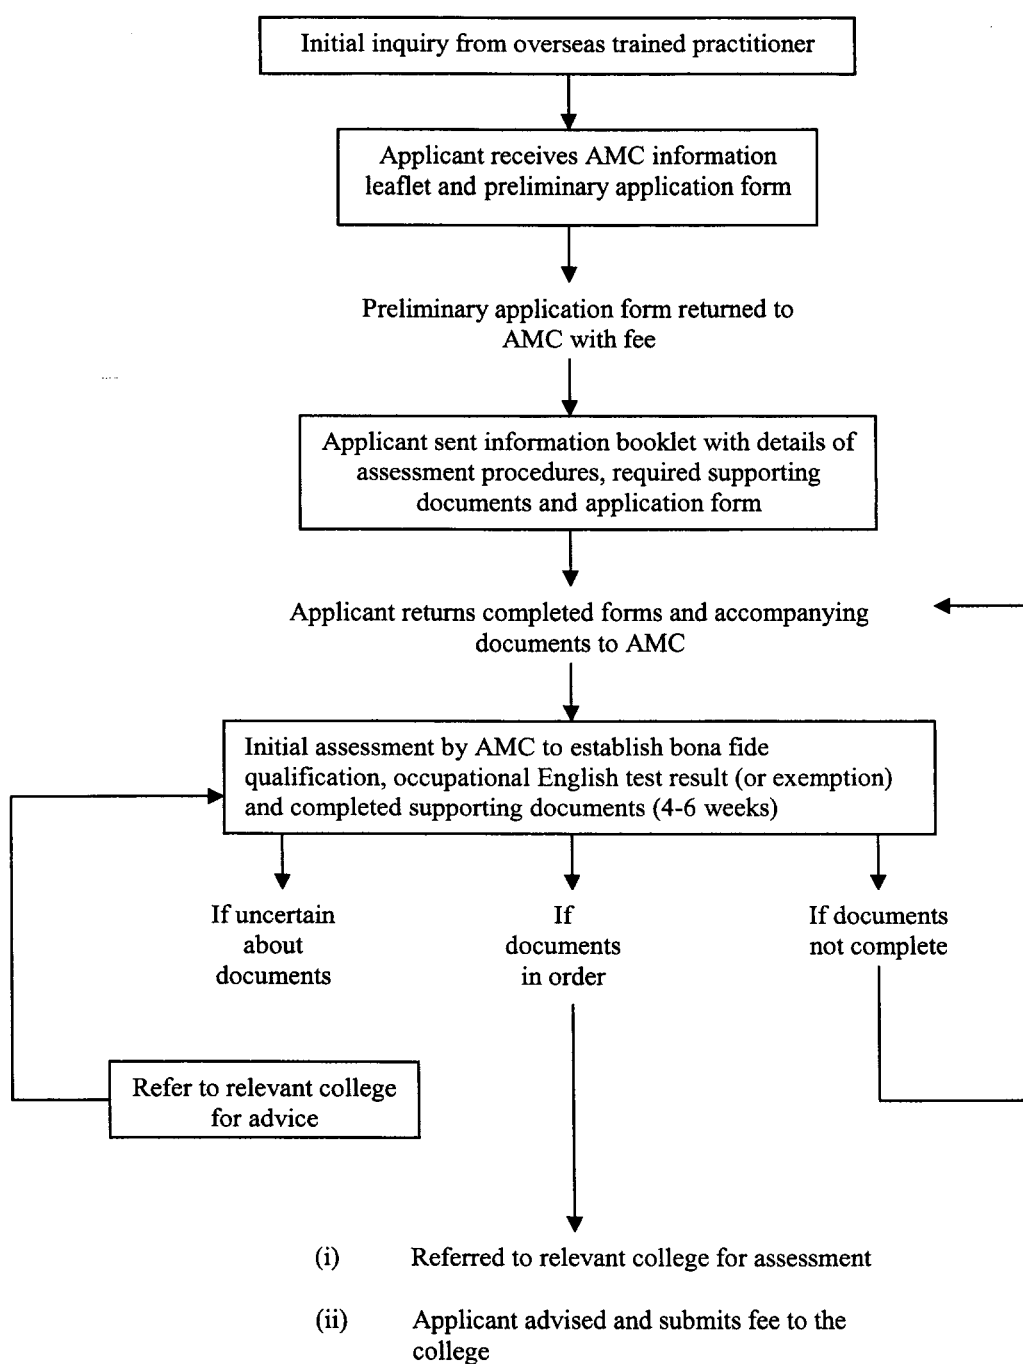 Initial inquiry from overseas trained practitioner
Applicant receives AMC information
leaflet and preliminary application form
Preliminary application form returned to
AMC with fee
Applicant sent information booklet with details of
assessment procedures, required supporting
documents and application form
Applicant returns completed forms and accompanying
documents to AMC
Initial assessment by AMC to establish bona fide
qualification, occupational English test result (or exemption)
and completed supporting documents (4-6 weeks)
If uncertain
about
documents
If
documents
in order
If documents
not complete
Refer to relevant college
for advice
(i) Referred to relevant college for assessment
(ii) Applicant advised and submits fee to the
college